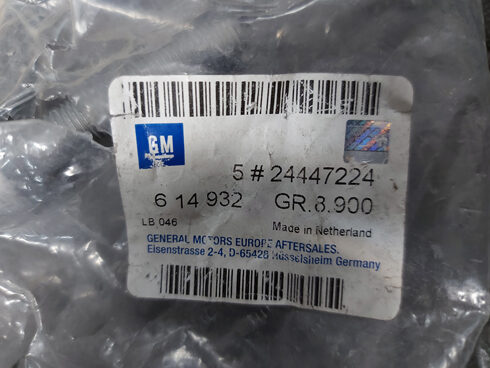 GM
5 # 24447224
6 14 932 GR.8.900
LB 046 Made in Netherland
GENERAL MOTORS EUROPE AFTERSALES.
Eisenstrasse 2-4, D-65428 Rüsselsheim Germany